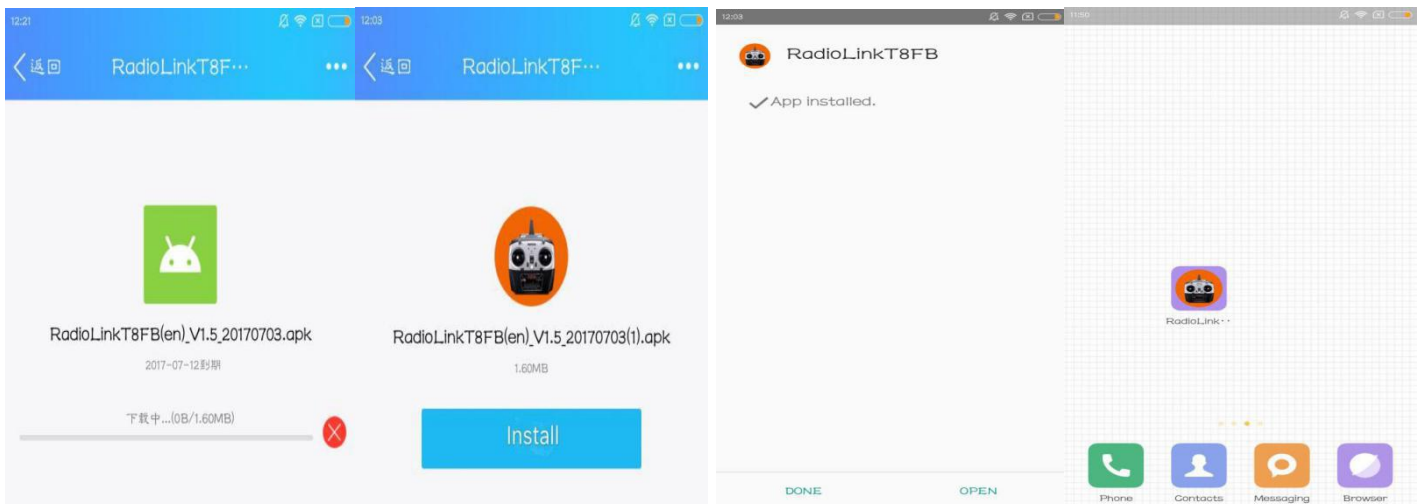 12:21
返回 RadioLinkT8F...
RadioLinkT8FB(en)_V1.5_20170703.apk
2017-07-12到期
下载中...(0B/1.60MB)
12:03
返回 RadioLinkT8F...
RadioLinkT8FB(en)_V1.5_20170703(1).apk
1.60MB
Install
12:03
RadioLinkT8FB
App installed.
DONE OPEN
11:50
RadioLink..
Phone Contacts Messaging Browser